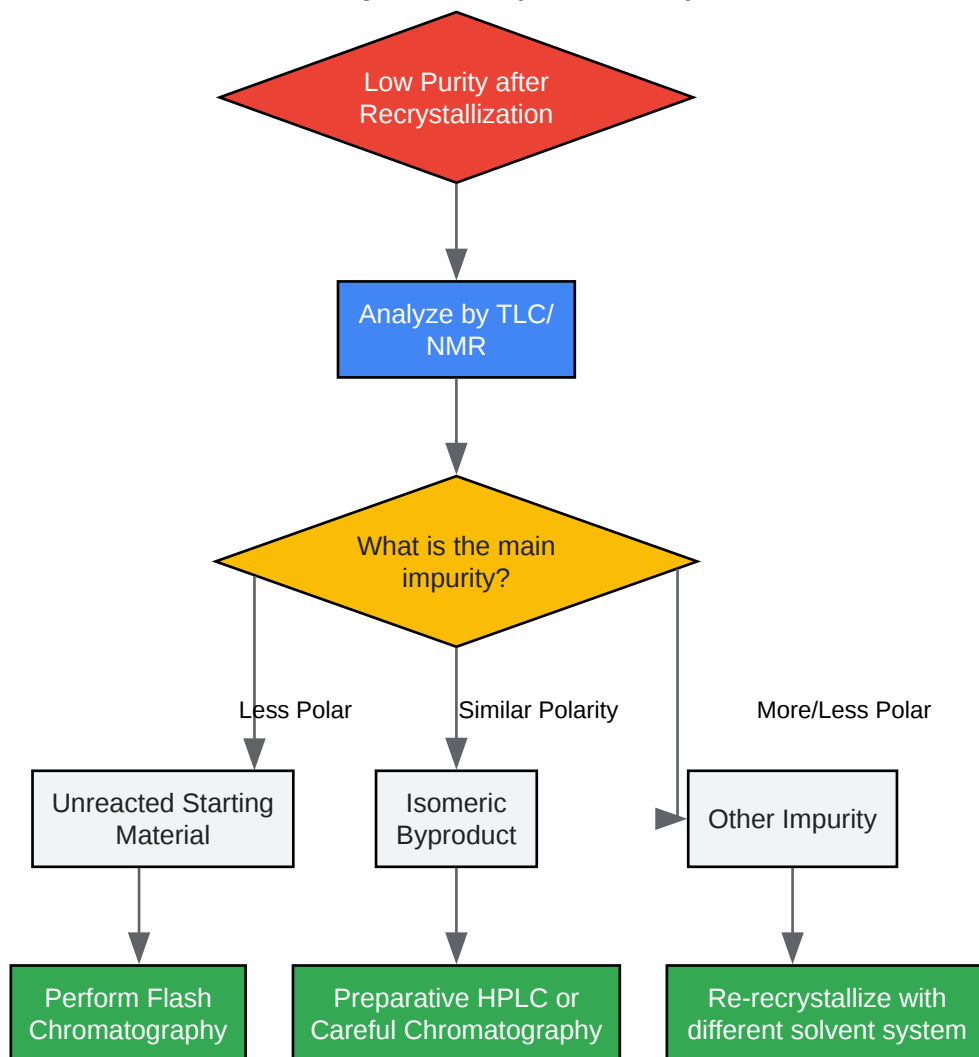 Low Purity after
Recrystallization
Analyze by TLC/
NMR
What is the main
impurity?
Less Polar
Similar Polarity
More/Less Polar
Unreacted Starting
Material
Isomeric
Byproduct
Other Impurity
Perform Flash
Chromatography
Preparative HPLC or
Careful Chromatography
Re-recrystallize with
different solvent system